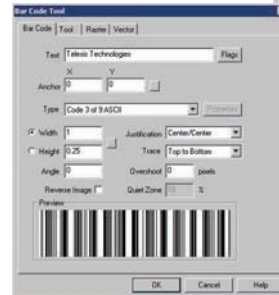 Bar Code Tool
Bar Code Tool Raster Vector
Text Telesis Technologies Flags
X Y
Anchor 0 0
Type Code 3 of 9 ASCII Properties
Width 1 Justification Center/Center
Height 0.25 Trace Top to Bottom
Angle 0 Overshoot 0 pixels
Reverse Image Quiet Zone 10 %
Preview
OK Cancel Help